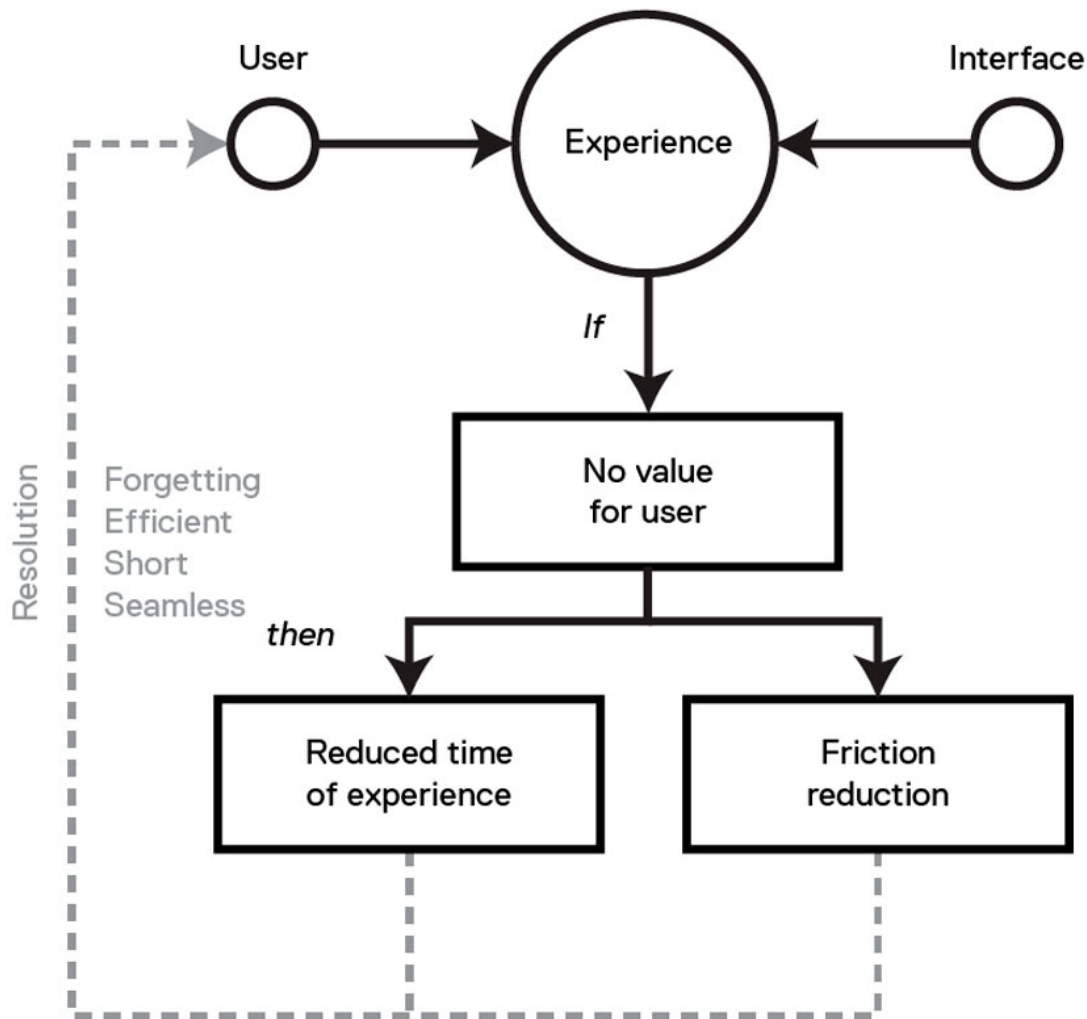 User
Interface
Experience
If
No value
for user
Resolution
Forgetting
Efficient
Short
Seamless
then
Reduced time
of experience
Friction
reduction